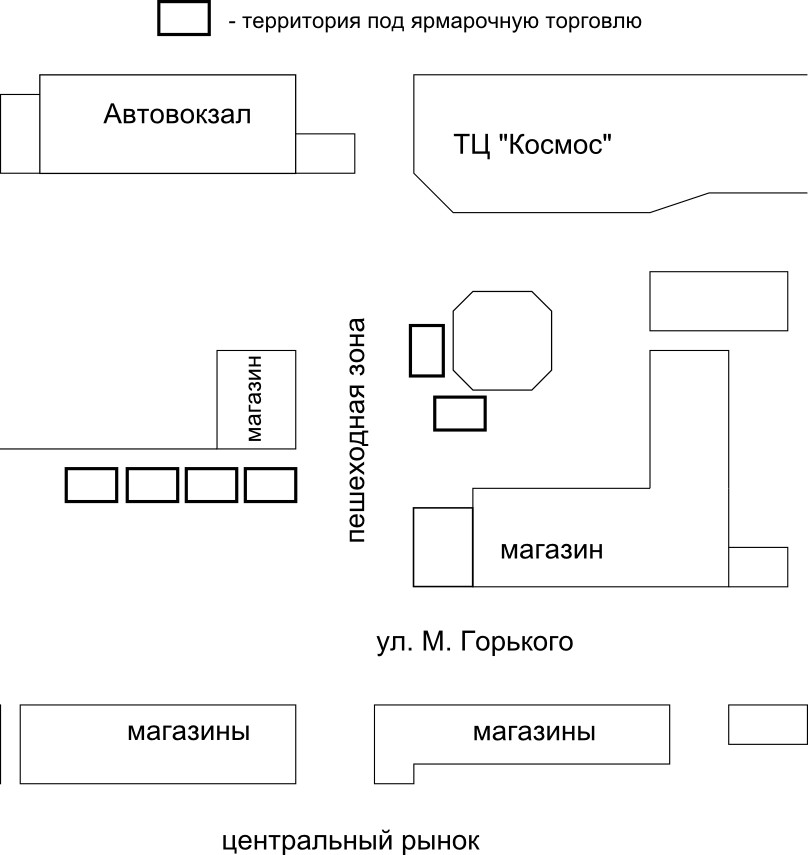 - территория под ярмарочную торговлю
Автовокзал
ТЦ "Космос"
магазин
пешеходная зона
магазин
ул. М. Горького
магазины
магазины
центральный рынок